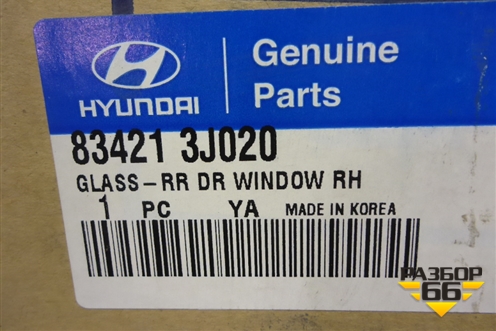 HYUNDAI
Genuine
Parts
83421 3J020
GLASS-RR DR WINDOW RH
1 PC YA MADE IN KOREA
РАЗБОР
66